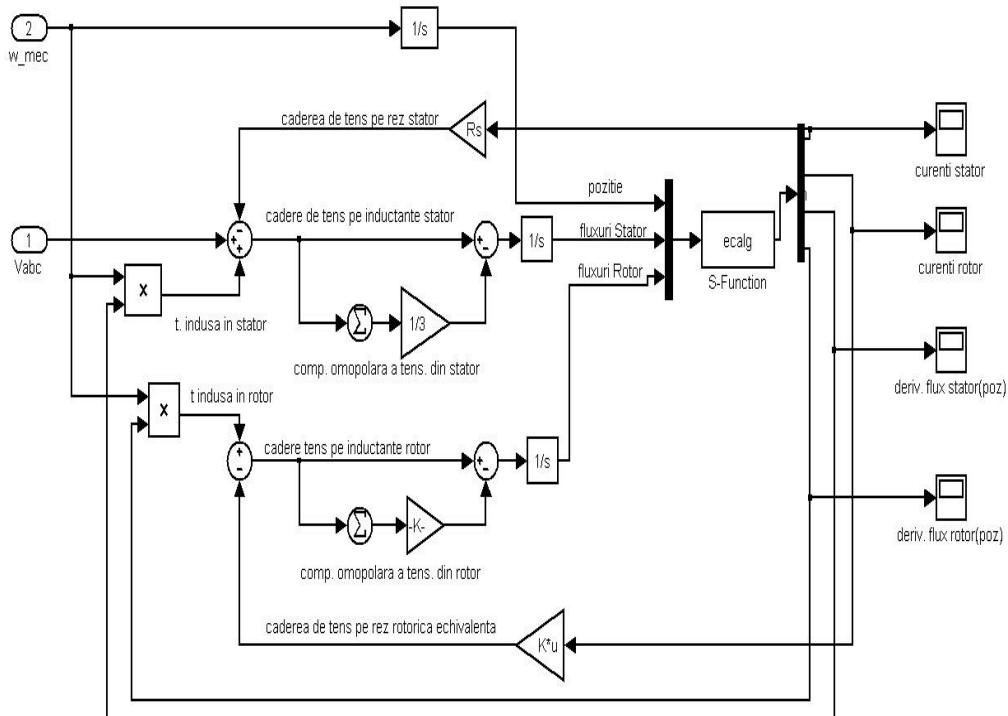 2
w_mec
1/s
caderea de tens pe rez stator
Rs
curenti stator
pozitie
cadere de tens pe inductante stator
1
Vabc
1/s
fluxuri Stator
ecalg
S-Function
fluxuri Rotor
curenti rotor
x
t. indusa in stator
Σ
1/3
comp. omopolara a tens. din stator
deriv. flux stator(poz)
x
t indusa in rotor
cadere tens pe inductante rotor
1/s
Σ
-K-
comp. omopolara a tens. din rotor
deriv. flux rotor(poz)
caderea de tens pe rez rotorica echivalenta
K*u